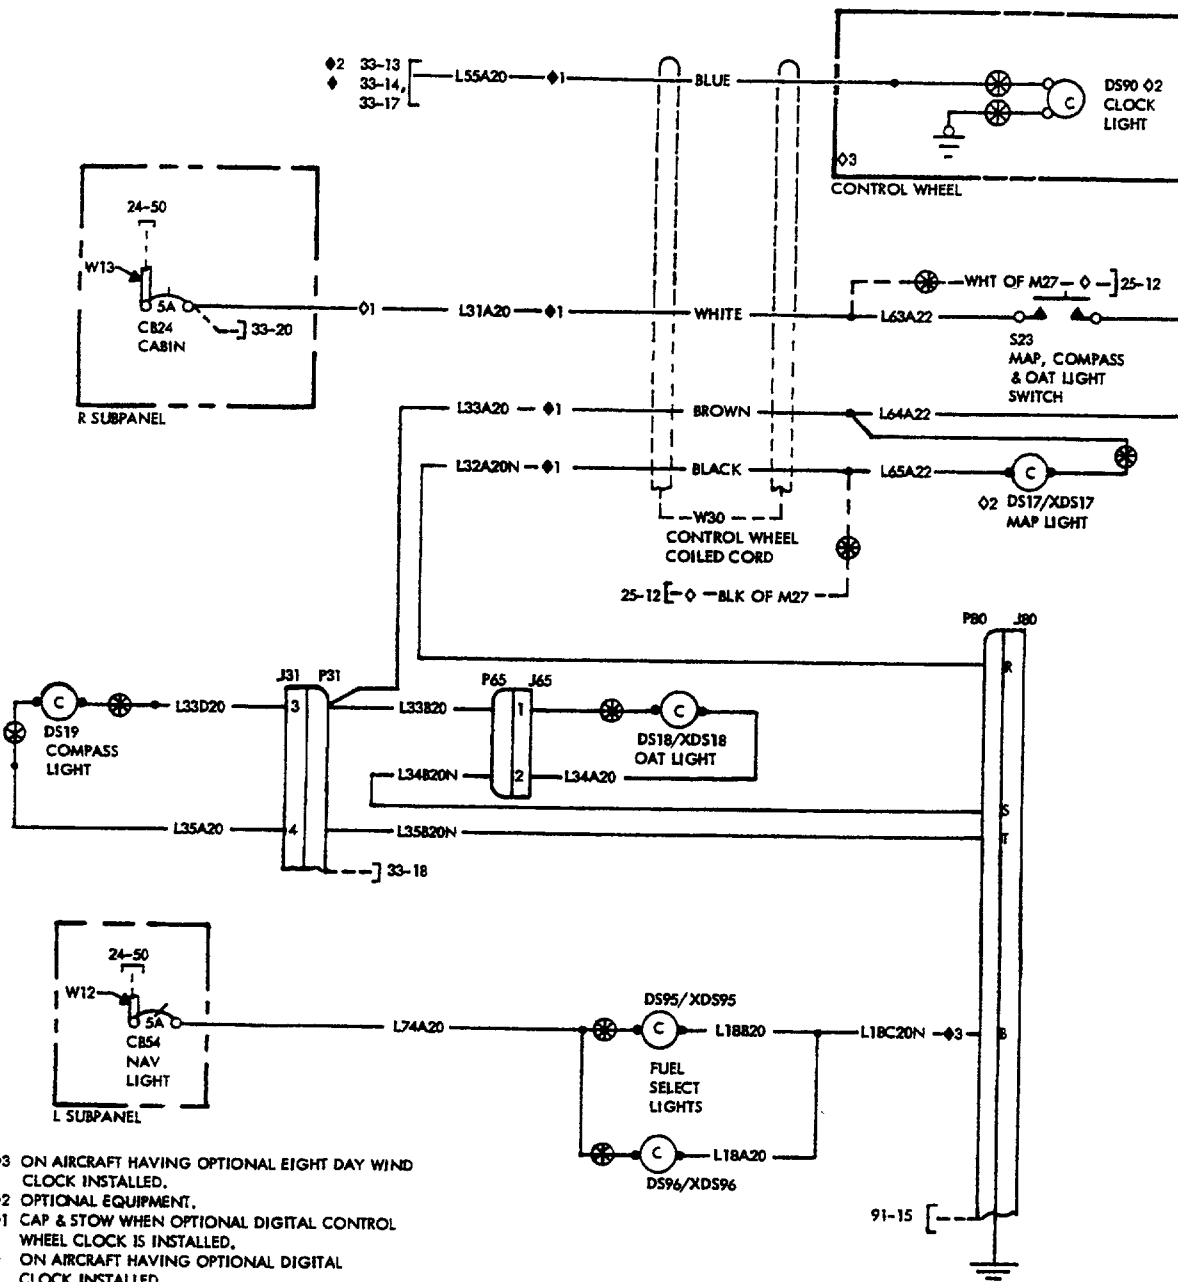 ◆2 33-13
◆ 33-14,
33-17
L55A20
◆1
BLUE
C
DS90 ◇2
CLOCK
LIGHT
◇3
CONTROL WHEEL
24-50
W13
5A
CB24
CABIN
33-20
R SUBPANEL
◇1
L31A20
◆1
WHITE
WHT OF M27
◇
25-12
L63A22
S23
MAP, COMPASS
& OAT LIGHT
SWITCH
L33A20
◆1
BROWN
L64A22
L32A20N
◆1
BLACK
L65A22
C
◇2 DS17/XDS17
MAP LIGHT
W30
CONTROL WHEEL
COILED CORD
25-12
◇
BLK OF M27
P80 J80
R
J31 P31
P65 J65
C
DS19
COMPASS
LIGHT
L33D20
3
L33B20
1
C
DS18/XDS18
OAT LIGHT
L34B20N
2
L34A20
S
L35A20
4
L35B20N
T
33-18
24-50
W12
5A
CB54
NAV
LIGHT
L SUBPANEL
L74A20
DS95/XDS95
C
L18B20
L18C20N
◆3
B
FUEL
SELECT
LIGHTS
C
L18A20
DS96/XDS96
91-15
3 ON AIRCRAFT HAVING OPTIONAL EIGHT DAY WIND
CLOCK INSTALLED.
2 OPTIONAL EQUIPMENT.
1 CAP & STOW WHEN OPTIONAL DIGITAL CONTROL
WHEEL CLOCK IS INSTALLED.
ON AIRCRAFT HAVING OPTIONAL DIGITAL
CLOCK INSTALLED